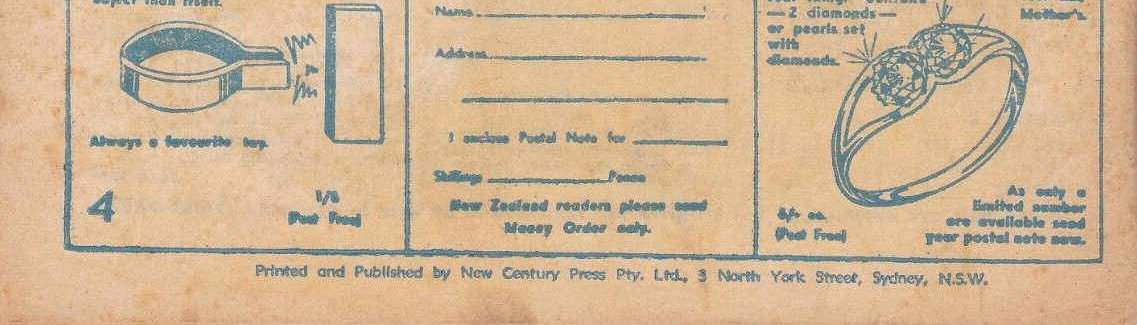 object than itself.
Always a favourite toy.
4
1/6
(Post Free)
Name
Address
I enclose Postal Note for
Shillings Pence
New Zealand readers please send
Money Order only.
— 2 diamonds —
or pearls set
with
diamonds.
Mother's.
6/- ea.
(Post Free)
As only a
limited number
are available send
your postal note now.
Printed and Published by New Century Press Pty. Ltd., 3 North York Street, Sydney, N.S.W.